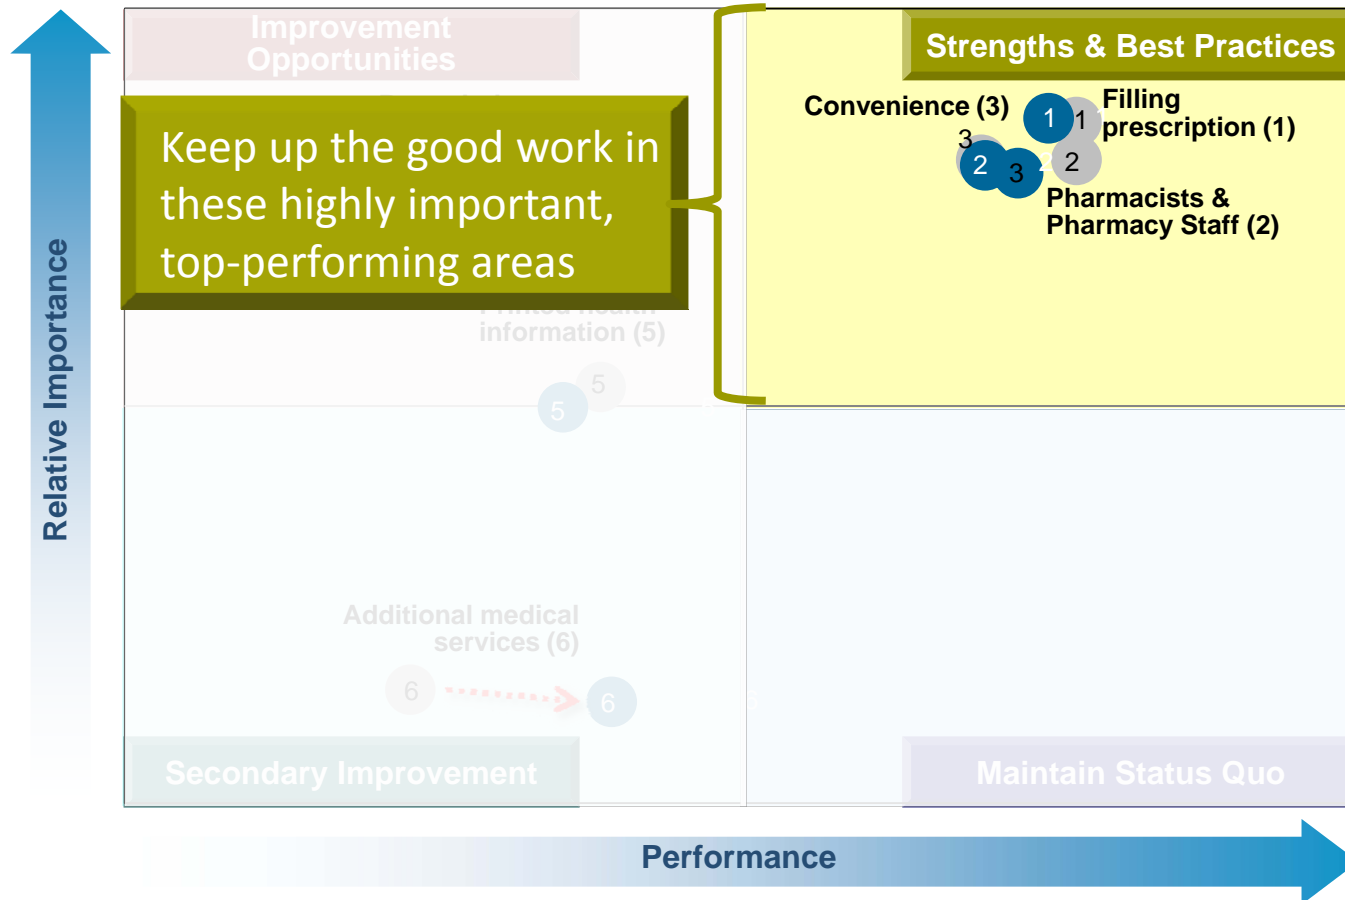 Improvement
Opportunities
Strengths & Best Practices
Keep up the good work in
these highly important,
top-performing areas
Convenience (3)
Filling
prescription (1)
1
1
3
2
3
2
Pharmacists &
Pharmacy Staff (2)
Printed health
information (5)
5
5
Additional medical
services (6)
6
6
Secondary Improvement
Maintain Status Quo
Relative Importance
Performance